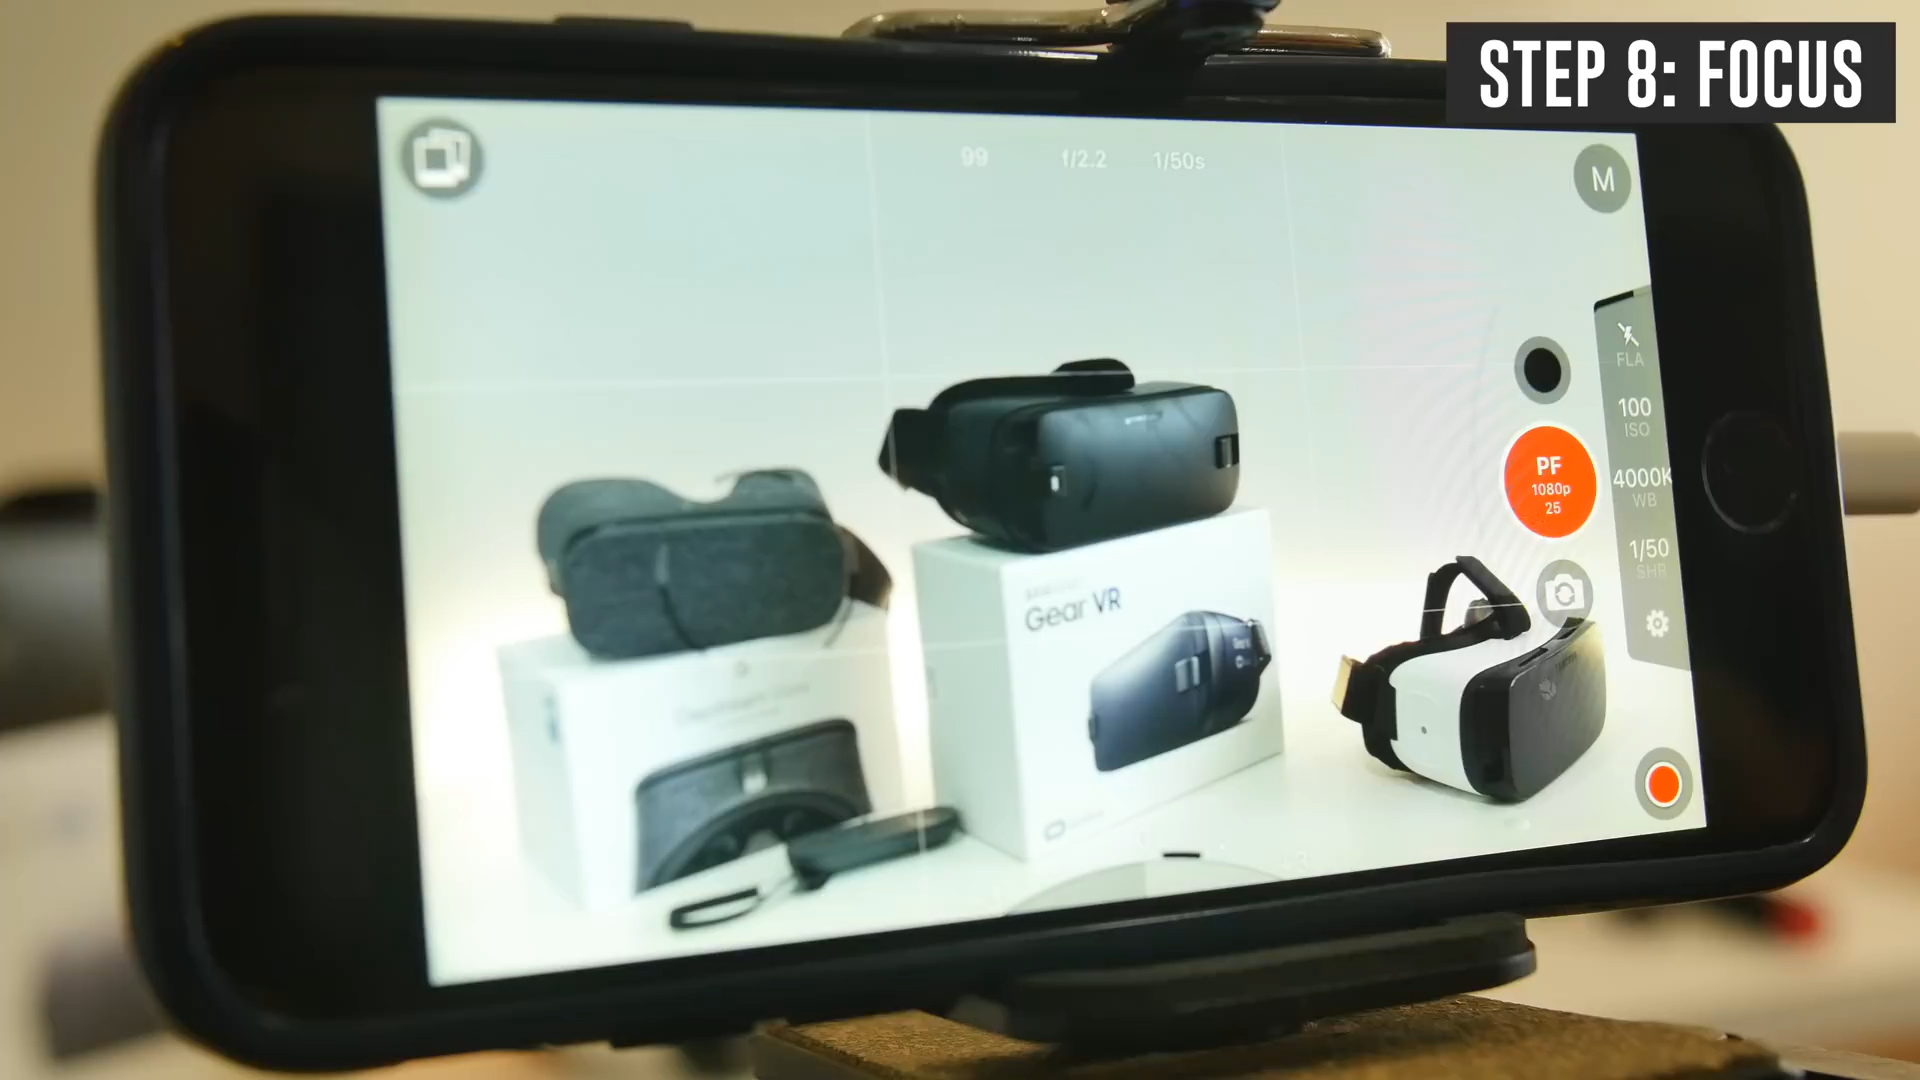 STEP 8: FOCUS
99 f/2.2 1/50s
M
FLA
100
ISO
4000K
WB
1/50
SHR
PF
1080p
25
Gear VR